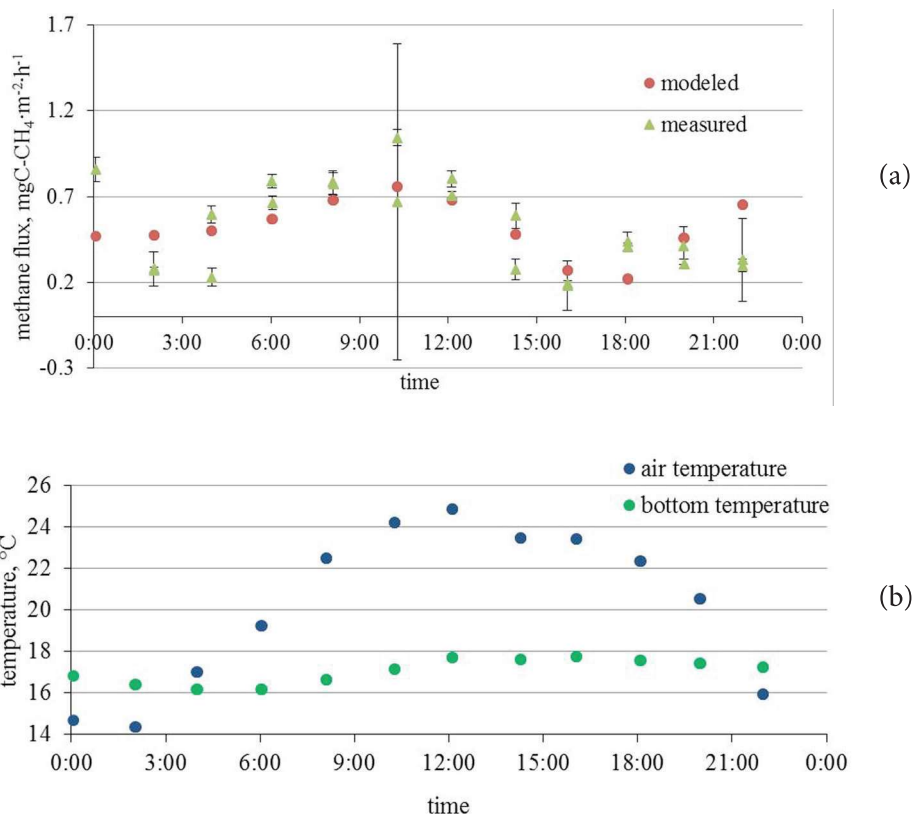 1.7
1.2
0.7
0.2
-0.3
methane flux, mgC-CH₄·m⁻²·h⁻¹
modeled
measured
0:00 3:00 6:00 9:00 12:00 15:00 18:00 21:00 0:00
time
(a)
air temperature
bottom temperature
26
24
22
20
18
16
14
temperature, °C
0:00 3:00 6:00 9:00 12:00 15:00 18:00 21:00 0:00
time
(b)